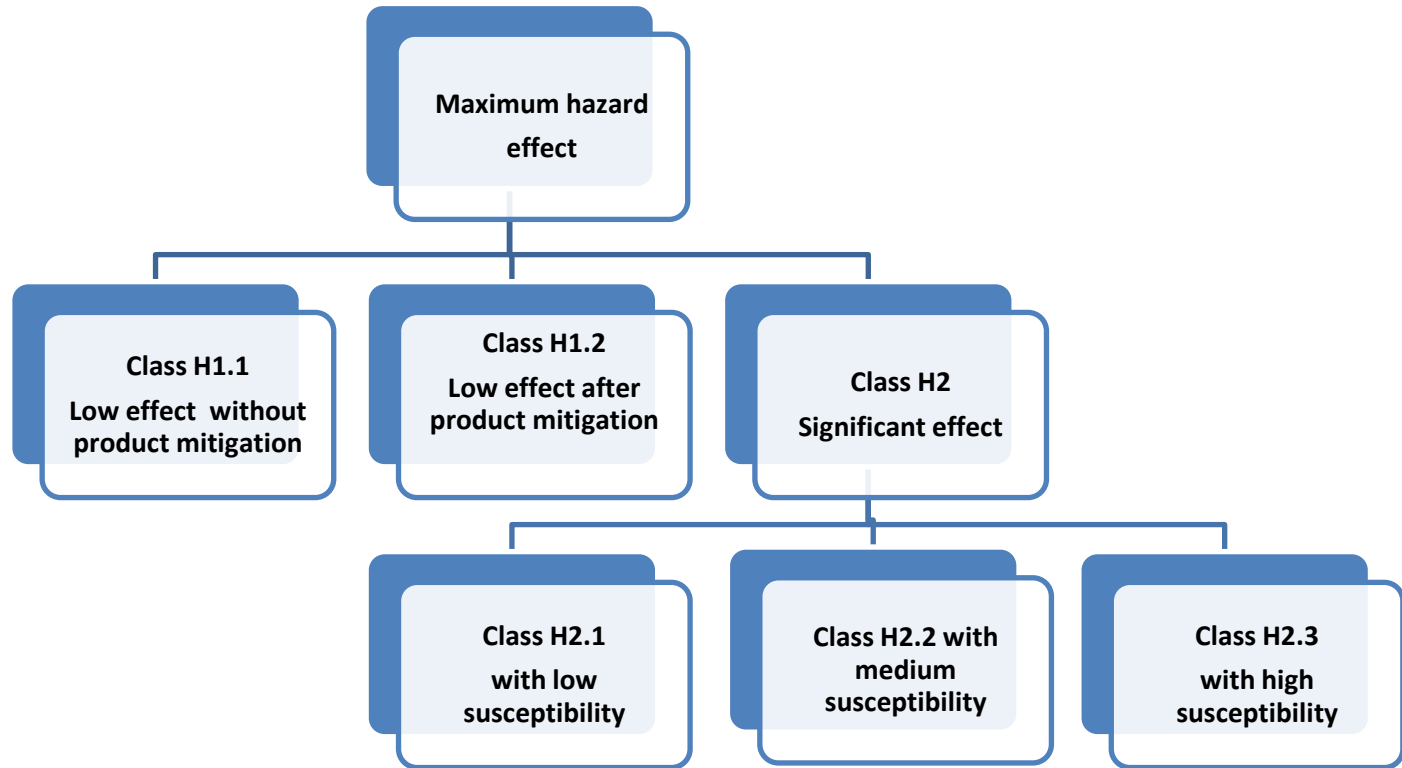 Maximum hazard
effect
Class H1.1
Low effect without
product mitigation
Class H1.2
Low effect after
product mitigation
Class H2
Significant effect
Class H2.1
with low
susceptibility
Class H2.2 with
medium
susceptibility
Class H2.3
with high
susceptibility